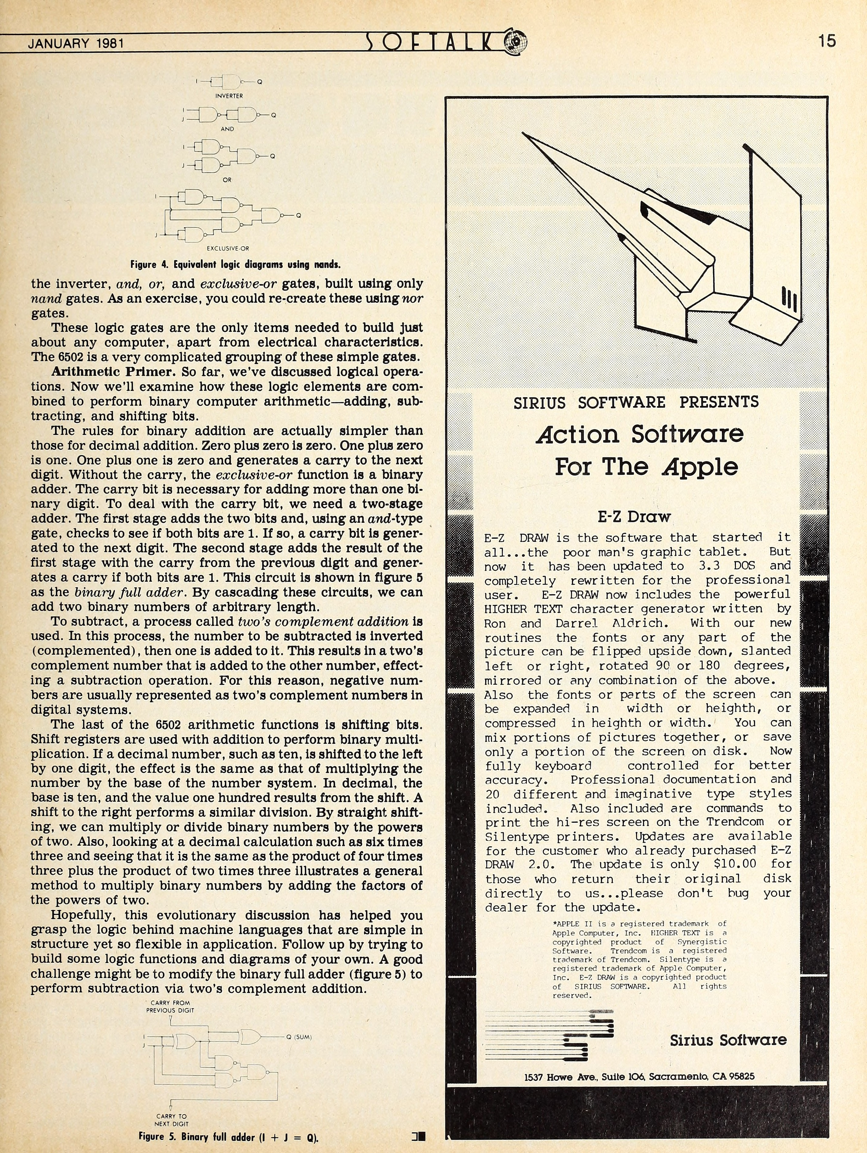 JANUARY 1981
SOFTALK
15
I
Q
INVERTER
I
J
Q
AND
I
J
Q
OR
I
J
Q
EXCLUSIVE-OR
Figure 4. Equivalent logic diagrams using nands.
the inverter, and, or, and exclusive-or gates, built using only
nand gates. As an exercise, you could re-create these using nor
gates.
These logic gates are the only items needed to build just
about any computer, apart from electrical characteristics.
The 6502 is a very complicated grouping of these simple gates.
Arithmetic Primer. So far, we've discussed logical opera-
tions. Now we'll examine how these logic elements are com-
bined to perform binary computer arithmetic—adding, sub-
tracting, and shifting bits.
The rules for binary addition are actually simpler than
those for decimal addition. Zero plus zero is zero. One plus zero
is one. One plus one is zero and generates a carry to the next
digit. Without the carry, the exclusive-or function is a binary
adder. The carry bit is necessary for adding more than one bi-
nary digit. To deal with the carry bit, we need a two-stage
adder. The first stage adds the two bits and, using an and-type
gate, checks to see if both bits are 1. If so, a carry bit is gener-
ated to the next digit. The second stage adds the result of the
first stage with the carry from the previous digit and gener-
ates a carry if both bits are 1. This circuit is shown in figure 5
as the binary full adder. By cascading these circuits, we can
add two binary numbers of arbitrary length.
To subtract, a process called two's complement addition is
used. In this process, the number to be subtracted is inverted
(complemented), then one is added to it. This results in a two's
complement number that is added to the other number, effect-
ing a subtraction operation. For this reason, negative num-
bers are usually represented as two's complement numbers in
digital systems.
The last of the 6502 arithmetic functions is shifting bits.
Shift registers are used with addition to perform binary multi-
plication. If a decimal number, such as ten, is shifted to the left
by one digit, the effect is the same as that of multiplying the
number by the base of the number system. In decimal, the
base is ten, and the value one hundred results from the shift. A
shift to the right performs a similar division. By straight shift-
ing, we can multiply or divide binary numbers by the powers
of two. Also, looking at a decimal calculation such as six times
three and seeing that it is the same as the product of four times
three plus the product of two times three illustrates a general
method to multiply binary numbers by adding the factors of
the powers of two.
Hopefully, this evolutionary discussion has helped you
grasp the logic behind machine languages that are simple in
structure yet so flexible in application. Follow up by trying to
build some logic functions and diagrams of your own. A good
challenge might be to modify the binary full adder (figure 5) to
perform subtraction via two's complement addition.
CARRY FROM
PREVIOUS DIGIT
I
J
Q (SUM)
CARRY TO
NEXT DIGIT
Figure 5. Binary full adder (I + J = Q).
SIRIUS SOFTWARE PRESENTS
Action Software
For The Apple
E-Z Draw
E-Z DRAW is the software that started it
all...the poor man's graphic tablet. But
now it has been updated to 3.3 DOS and
completely rewritten for the professional
user. E-Z DRAW now includes the powerful
HIGHER TEXT character generator written by
Ron and Darrel Aldrich. With our new
routines the fonts or any part of the
picture can be flipped upside down, slanted
left or right, rotated 90 or 180 degrees,
mirrored or any combination of the above.
Also the fonts or parts of the screen can
be expanded in width or heighth, or
compressed in heighth or width. You can
mix portions of pictures together, or save
only a portion of the screen on disk. Now
fully keyboard controlled for better
accuracy. Professional documentation and
20 different and imaginative type styles
included. Also included are commands to
print the hi-res screen on the Trendcom or
Silentype printers. Updates are available
for the customer who already purchased E-Z
DRAW 2.0. The update is only $10.00 for
those who return their original disk
directly to us...please don't bug your
dealer for the update.
*APPLE II is a registered trademark of
Apple Computer, Inc. HIGHER TEXT is a
copyrighted product of Synergistic
Software. Trendcom is a registered
trademark of Trendcom. Silentype is a
registered trademark of Apple Computer,
Inc. E-Z DRAW is a copyrighted product
of SIRIUS SOFTWARE. All rights
reserved.
Sirius Software
1537 Howe Ave., Suite 106, Sacramento, CA 95825